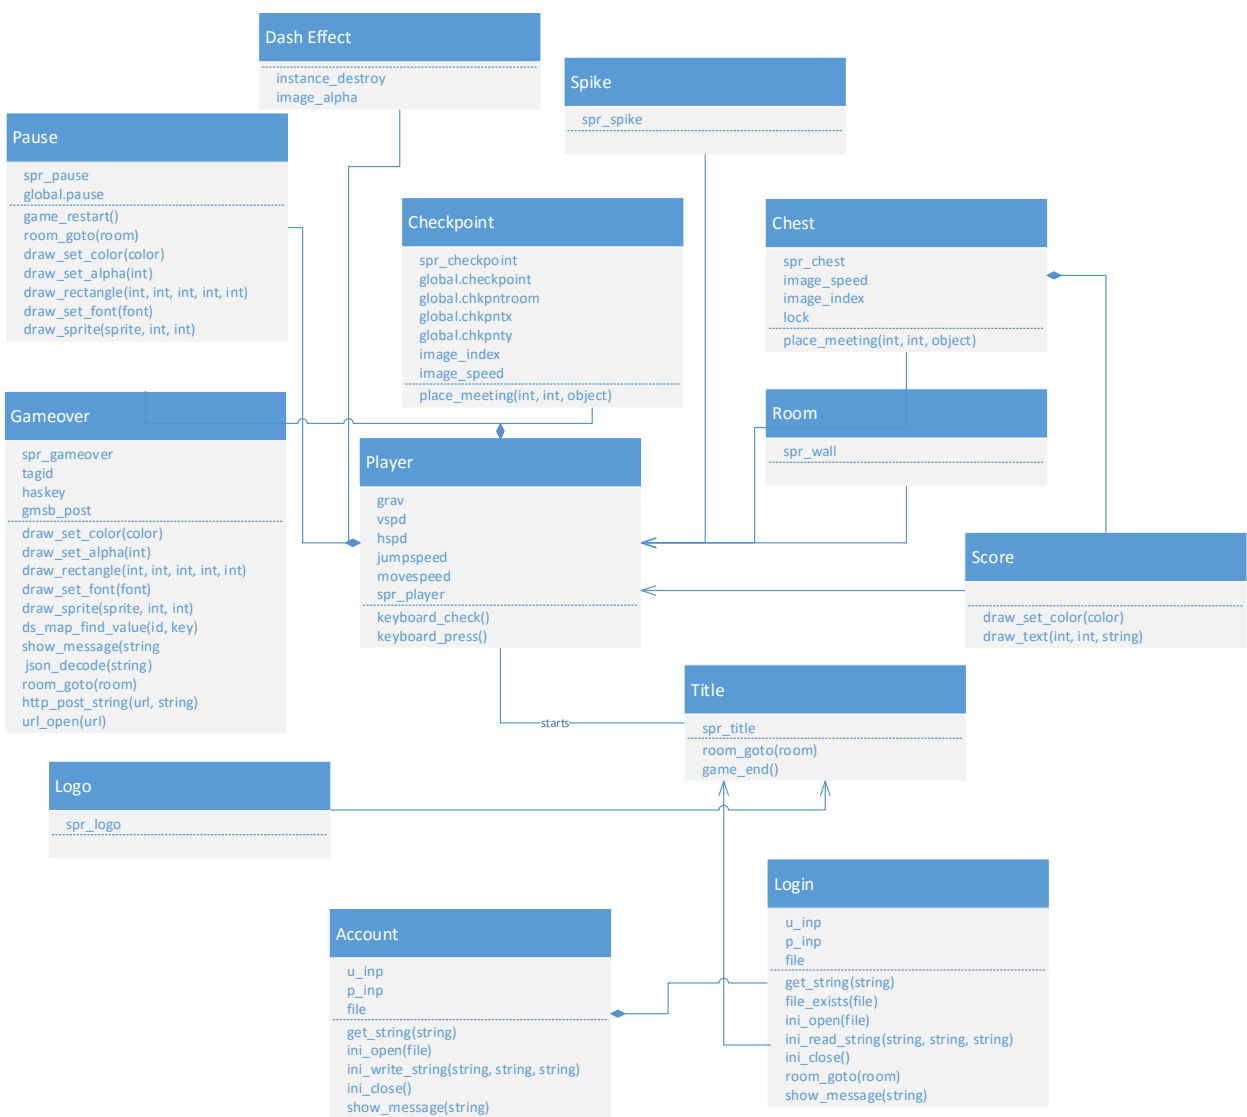 Dash Effect
instance_destroy
image_alpha
Spike
spr_spike
Pause
spr_pause
global.pause
game_restart()
room_goto(room)
draw_set_color(color)
draw_set_alpha(int)
draw_rectangle(int, int, int, int, int)
draw_set_font(font)
draw_sprite(sprite, int, int)
Checkpoint
spr_checkpoint
global.checkpoint
global.chkpntroom
global.chkpntx
global.chkpnty
image_index
image_speed
place_meeting(int, int, object)
Chest
spr_chest
image_speed
image_index
lock
place_meeting(int, int, object)
Gameover
spr_gameover
tagid
haskey
gmsb_post
draw_set_color(color)
draw_set_alpha(int)
draw_rectangle(int, int, int, int, int)
draw_set_font(font)
draw_sprite(sprite, int, int)
ds_map_find_value(id, key)
show_message(string
json_decode(string)
room_goto(room)
http_post_string(url, string)
url_open(url)
Player
grav
vspd
hspd
jumpspeed
movespeed
spr_player
keyboard_check()
keyboard_press()
Room
spr_wall
Score
draw_set_color(color)
draw_text(int, int, string)
starts
Title
spr_title
room_goto(room)
game_end()
Logo
spr_logo
Account
u_inp
p_inp
file
get_string(string)
ini_open(file)
ini_write_string(string, string, string)
ini_close()
show_message(string)
Login
u_inp
p_inp
file
get_string(string)
file_exists(file)
ini_open(file)
ini_read_string(string, string, string)
ini_close()
room_goto(room)
show_message(string)